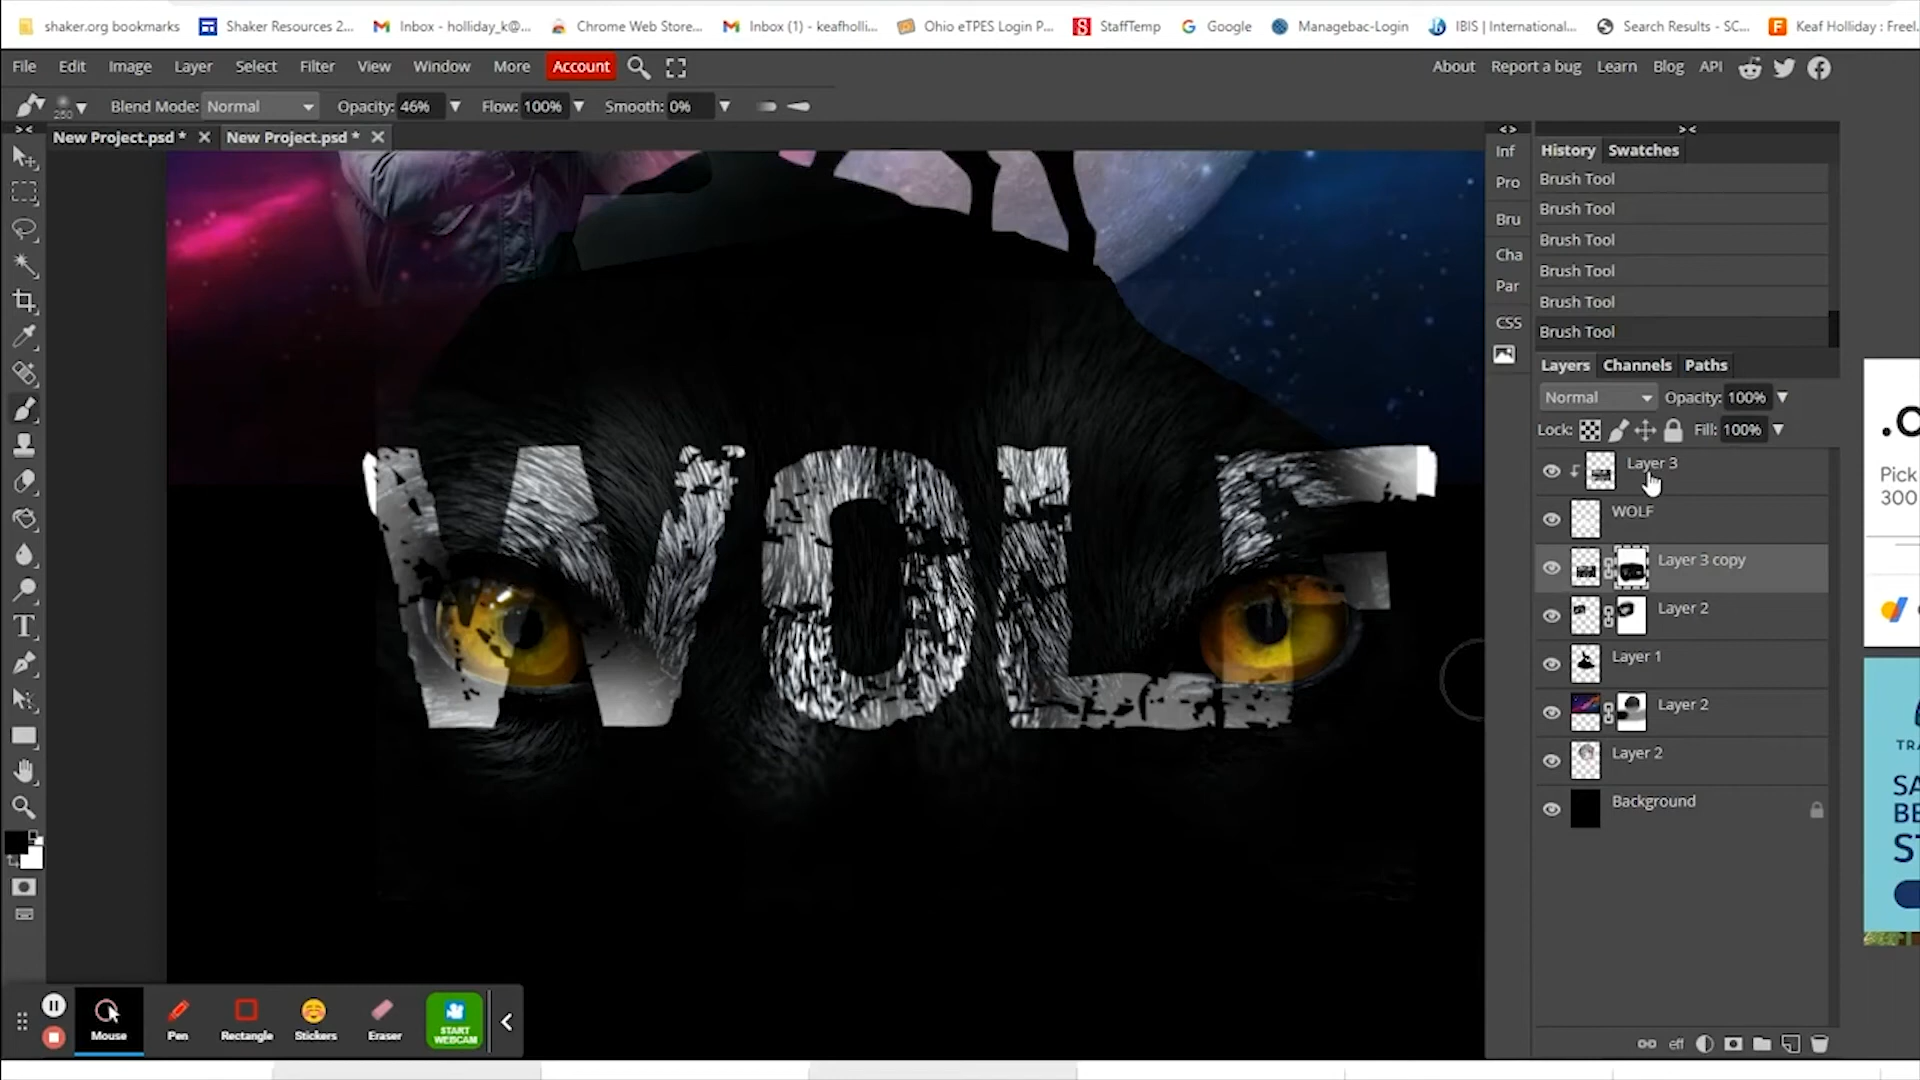 shaker.org bookmarks Shaker Resources 2... Inbox - holliday_k@... Chrome Web Store... Inbox (1) - keafholli... Ohio eTPES Login P... StaffTemp Google Managebac-Login IBIS | International... Search Results - SC... Keaf Holliday : Freel.
File Edit Image Layer Select Filter View Window More Account About Report a bug Learn Blog API
250 Blend Mode: Normal Opacity: 46% Flow: 100% Smooth: 0%
New Project.psd * New Project.psd *
Inf
Pro
Bru
Cha
Par
CSS
History Swatches
Brush Tool
Brush Tool
Brush Tool
Brush Tool
Brush Tool
Brush Tool
Layers Channels Paths
Normal Opacity: 100%
Lock: Fill: 100%
Layer 3
WOLF
Layer 3 copy
Layer 2
Layer 1
Layer 2
Layer 2
Background
eff
WOLF
Pick
300
TRA
SA
BE
ST
Mouse Pen Rectangle Stickers Eraser START WEBCAM